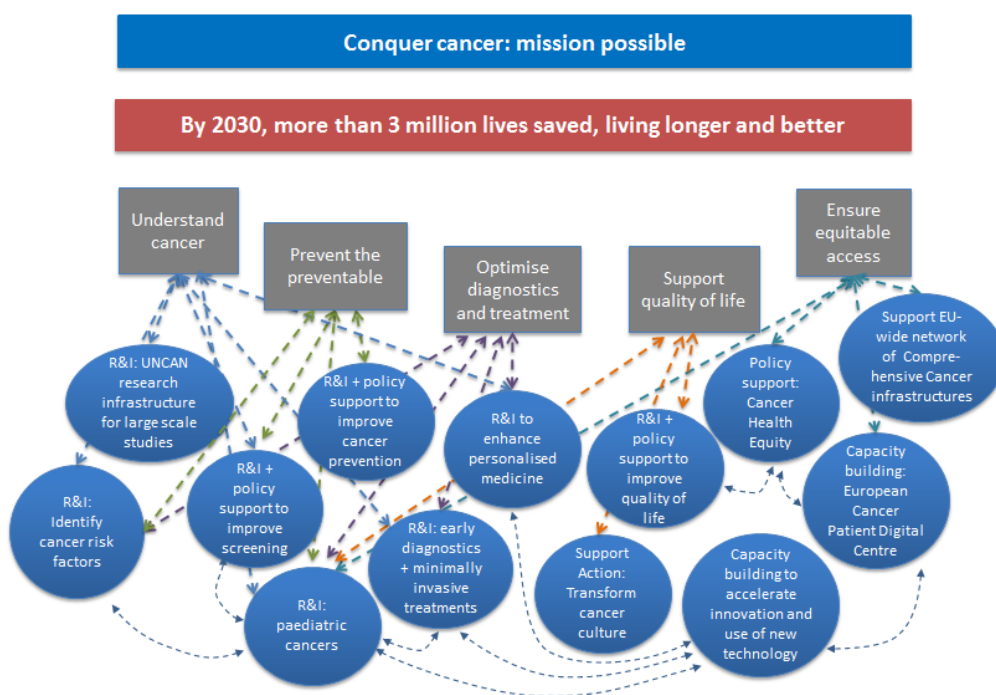 Conquer cancer: mission possible
By 2030, more than 3 million lives saved, living longer and better
Understand
cancer
Prevent the
preventable
Optimise
diagnostics
and treatment
Support
quality of life
Ensure
equitable
access
R&I: UNCAN
research
infrastructure
for large scale
studies
R&I + policy
support to
improve
cancer
prevention
R&I to
enhance
personalised
medicine
R&I +
policy
support to
improve
quality of
life
Policy
support:
Cancer
Health
Equity
Support EU-
wide network
of Compre-
hensive Cancer
infrastructures
R&I:
Identify
cancer risk
factors
R&I +
policy
support to
improve
screening
R&I: early
diagnostics
+ minimally
invasive
treatments
Capacity
building:
European
Cancer
Patient Digital
Centre
R&I:
paediatric
cancers
Support
Action:
Transform
cancer
culture
Capacity
building to
accelerate
innovation and
use of new
technology